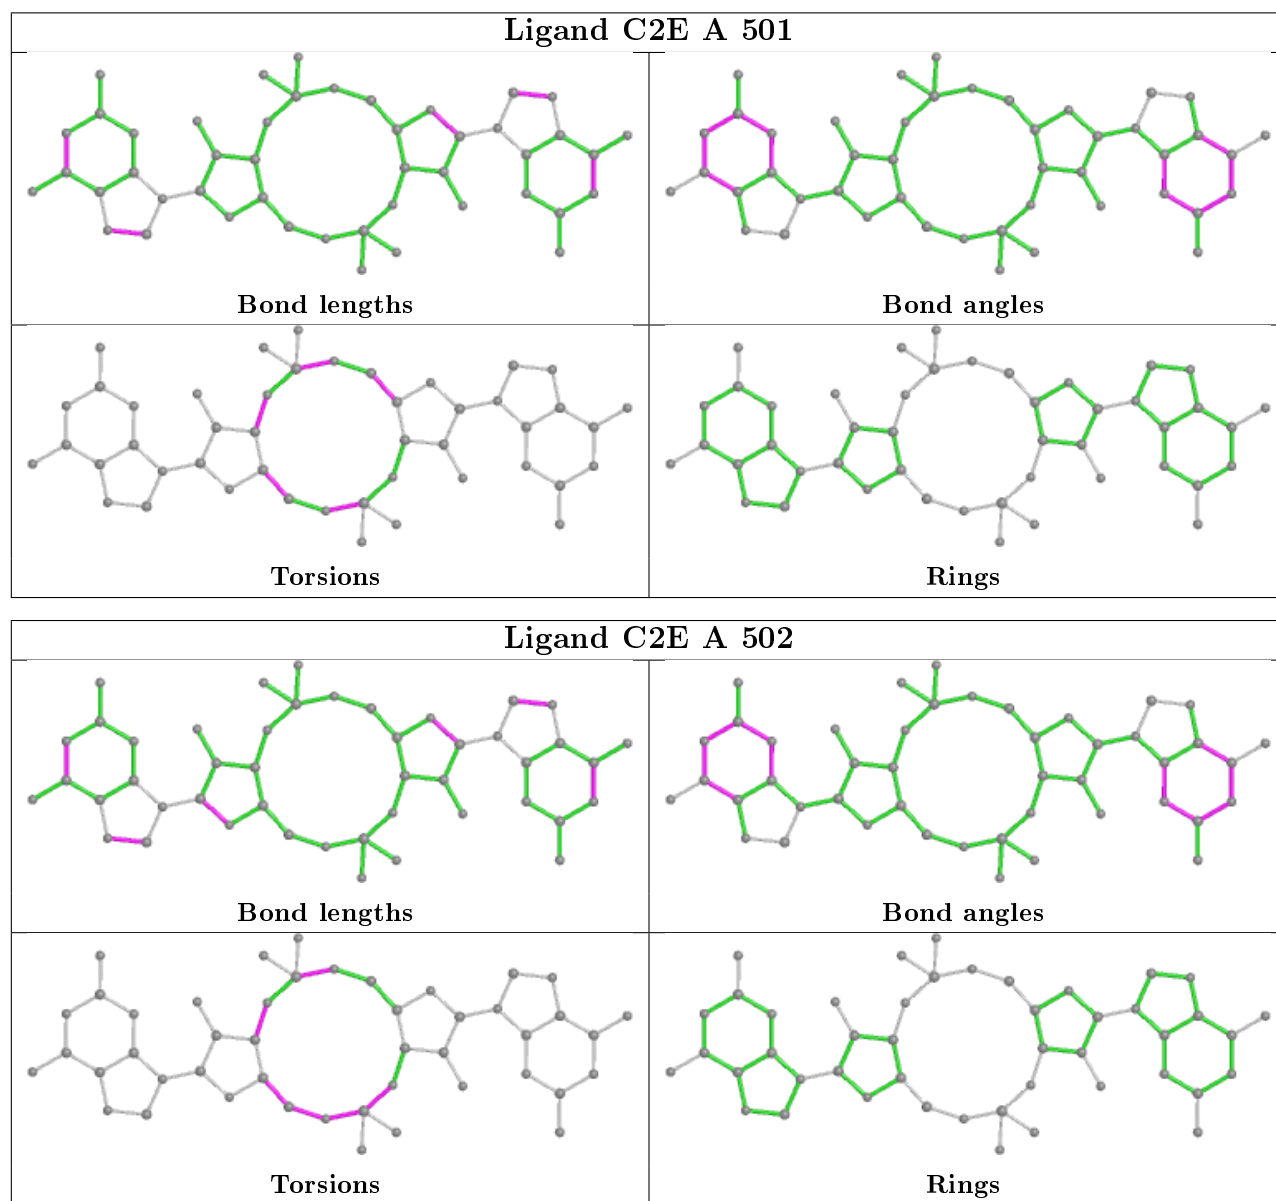 Ligand C2E A 501
Bond lengths
Bond angles
Torsions
Rings
Ligand C2E A 502
Bond lengths
Bond angles
Torsions
Rings